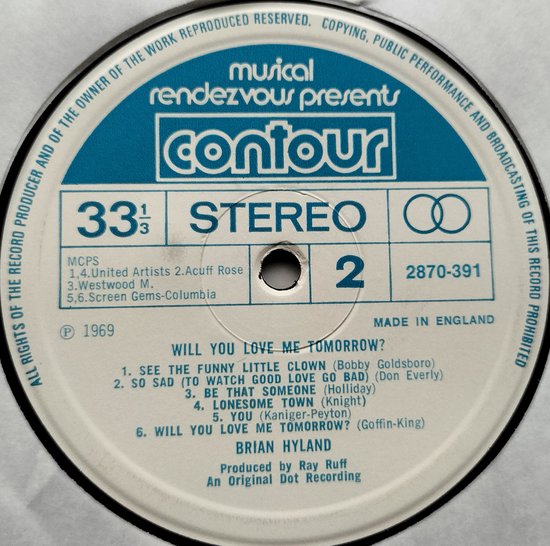 ALL RIGHTS OF THE RECORD PRODUCER AND OF THE OWNER OF THE WORK REPRODUCED RESERVED. COPYING, PUBLIC PERFORMANCE AND BROADCASTING OF THIS RECORD PROHIBITED
musical
rendezvous presents
contour
33 1/3
STEREO
MCPS
1,4.United Artists 2.Acuff Rose
3.Westwood M.
5,6.Screen Gems-Columbia
2
2870-391
Ⓟ 1969
MADE IN ENGLAND
WILL YOU LOVE ME TOMORROW?
1. SEE THE FUNNY LITTLE CLOWN (Bobby Goldsboro)
2. SO SAD (TO WATCH GOOD LOVE GO BAD) (Don Everly)
3. BE THAT SOMEONE (Holliday)
4. LONESOME TOWN (Knight)
5. YOU (Kaniger-Peyton)
6. WILL YOU LOVE ME TOMORROW? (Goffin-King)
BRIAN HYLAND
Produced by Ray Ruff
An Original Dot Recording